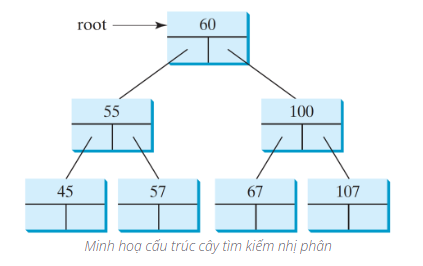 root 60
55 100
45 57 67 107
Minh hoạ cấu trúc cây tìm kiếm nhị phân